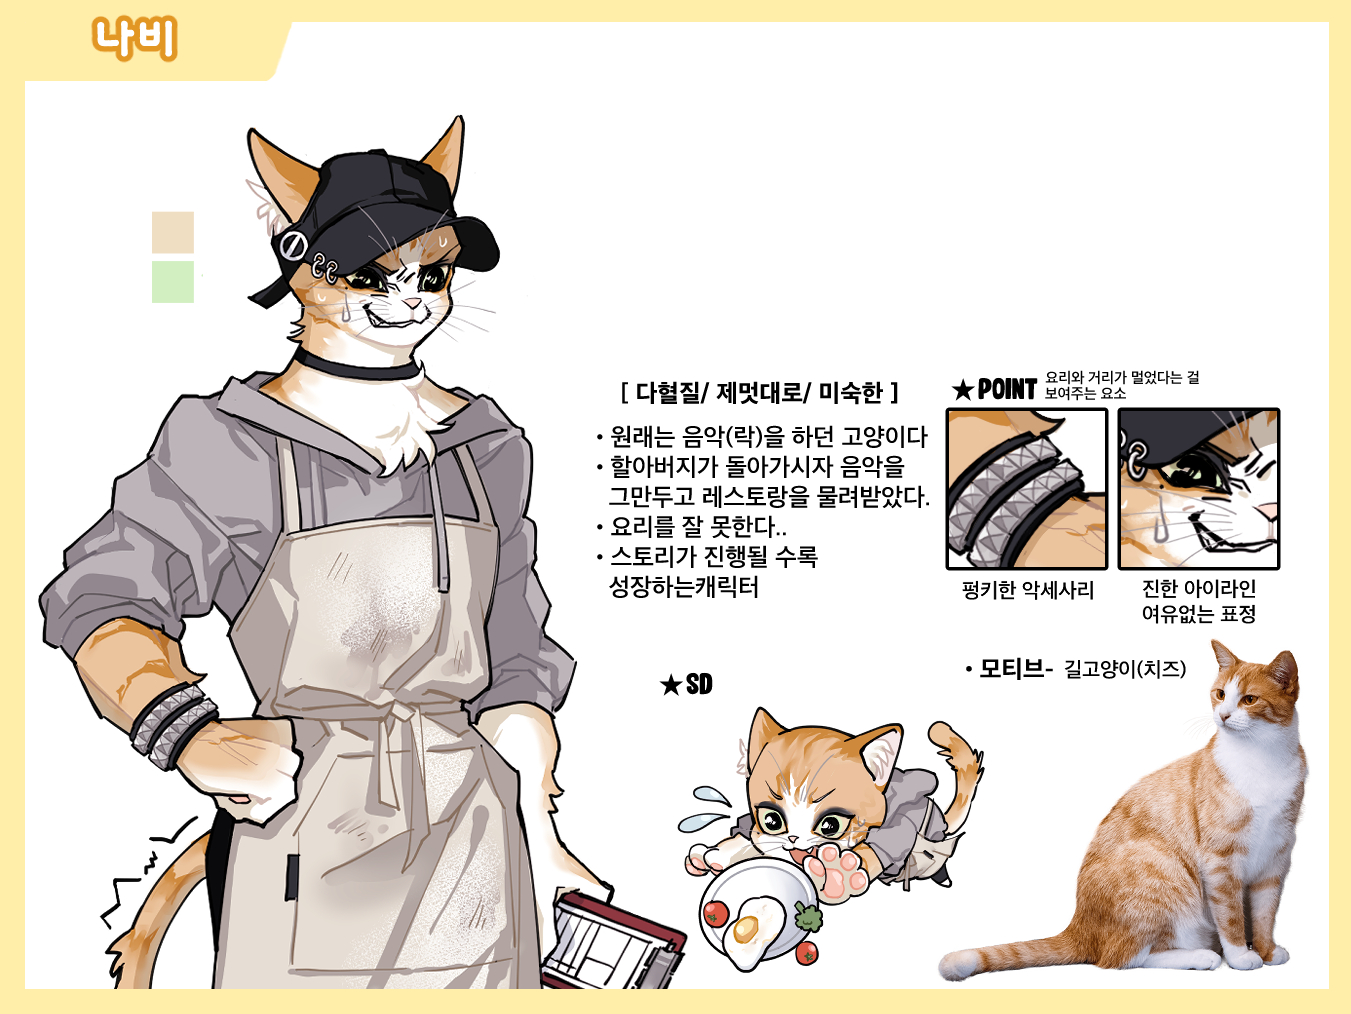 나비
[ 다혈질/ 제멋대로/ 미숙한 ]
• 원래는 음악(락)을 하던 고양이다
• 할아버지가 돌아가시자 음악을
그만두고 레스토랑을 물려받았다.
• 요리를 잘 못한다..
• 스토리가 진행될 수록
성장하는캐릭터
★ POINT 요리와 거리가 멀었다는 걸
보여주는 요소
펑키한 악세사리
진한 아이라인
여유없는 표정
★ SD
• 모티브- 길고양이(치즈)